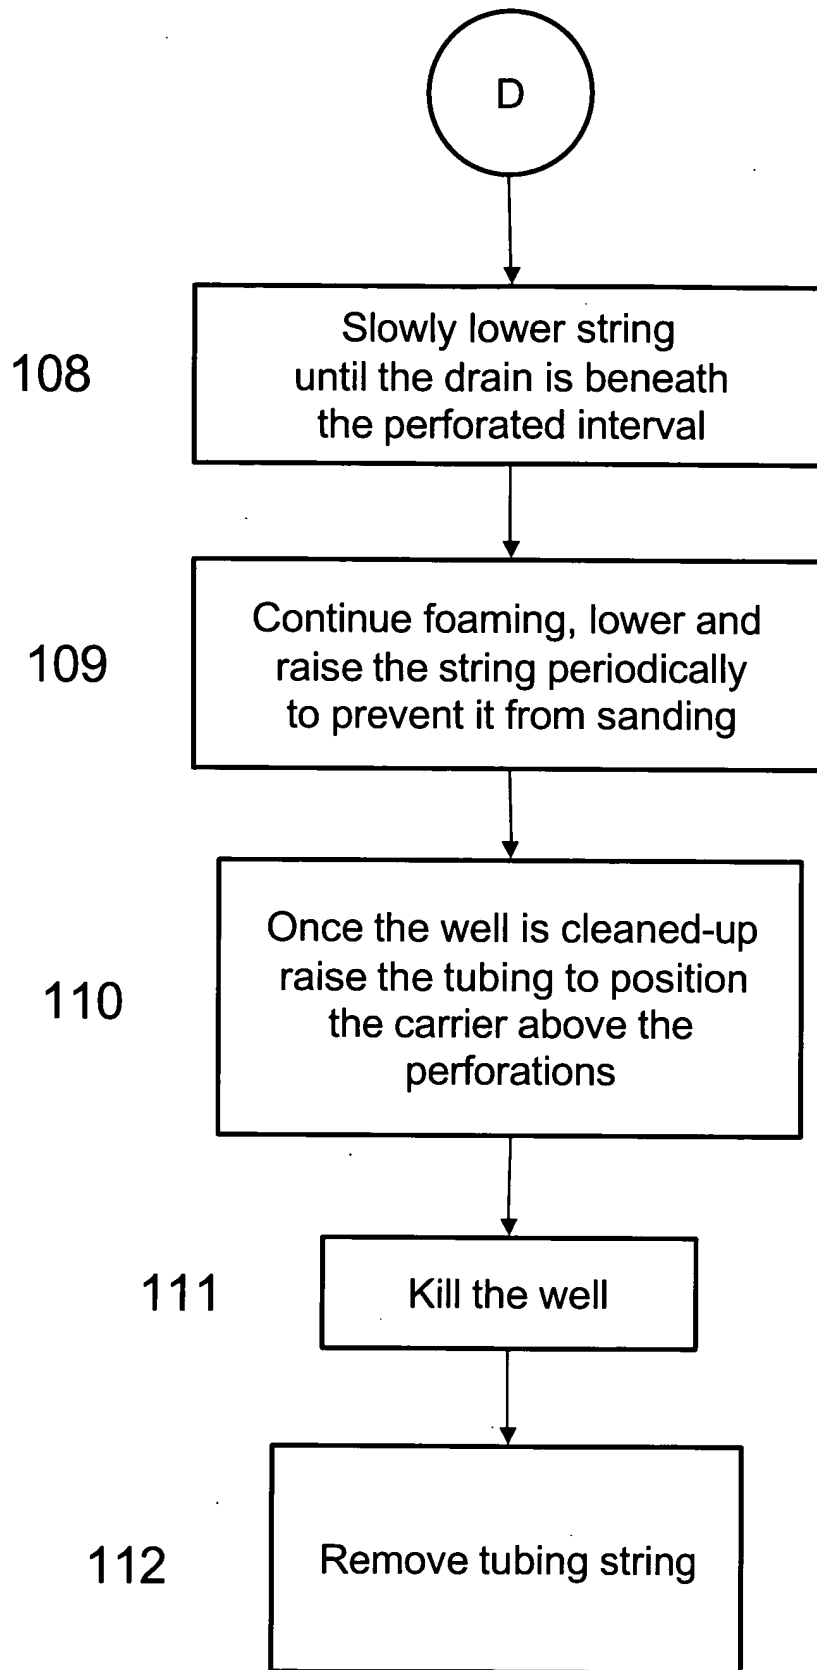 D
108
Slowly lower string
until the drain is beneath
the perforated interval
109
Continue foaming, lower and
raise the string periodically
to prevent it from sanding
110
Once the well is cleaned-up
raise the tubing to position
the carrier above the
perforations
111
Kill the well
112
Remove tubing string